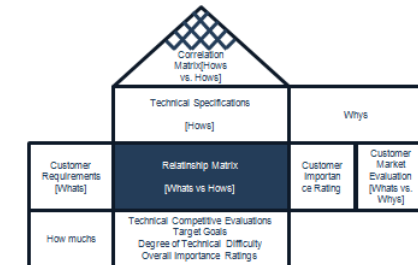 Correlation
Matrix[Hows
vs. Hows]
Technical Specifications
[Hows]
Whys
Customer
Requirements
[Whats]
Relatinship Matrix
[Whats vs Hows]
Customer
Importan
ce Rating
Customer
Market
Evaluation
[Whats vs.
Whys]
How muchs
Technical Competitive Evaluations
Target Goals
Degree of Technical Difficulty
Overall Importance Ratings